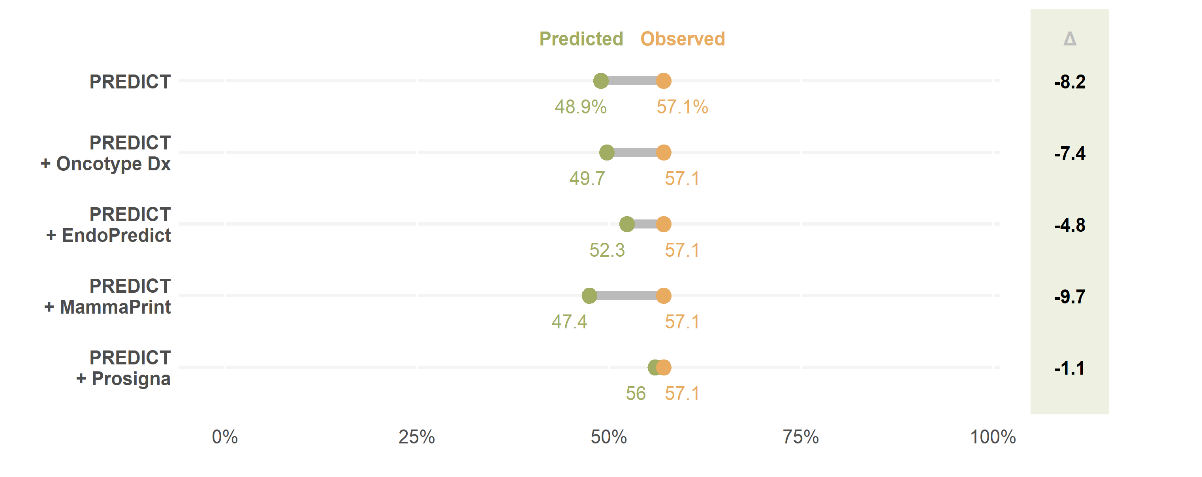 Predicted Observed Δ
PREDICT -8.2
48.9% 57.1%
PREDICT
+ Oncotype Dx -7.4
49.7 57.1
PREDICT
+ EndoPredict -4.8
52.3 57.1
PREDICT
+ MammaPrint -9.7
47.4 57.1
PREDICT
+ Prosigna -1.1
56 57.1
0% 25% 50% 75% 100%